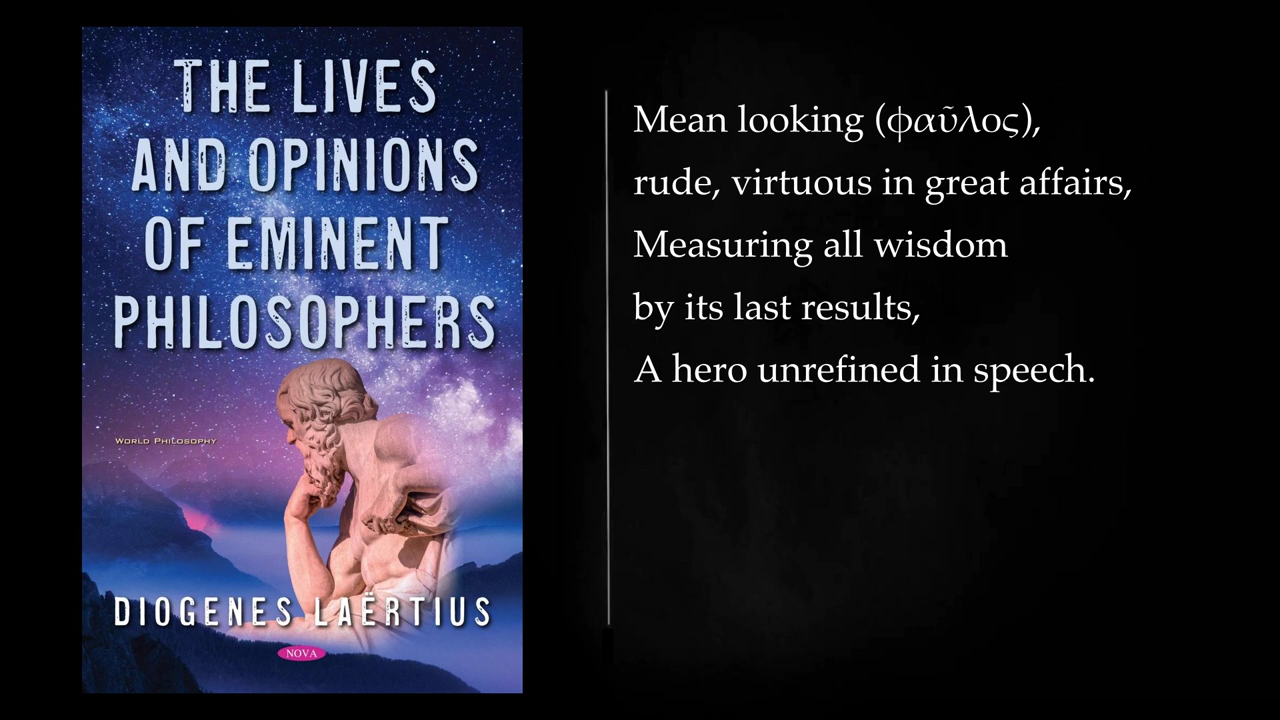 THE LIVES
AND OPINIONS
OF EMINENT
PHILOSOPHERS
WORLD PHILOSOPHY
DIOGENES LAËRTIUS
NOVA
Mean looking (φαῦλος),
rude, virtuous in great affairs,
Measuring all wisdom
by its last results,
A hero unrefined in speech.